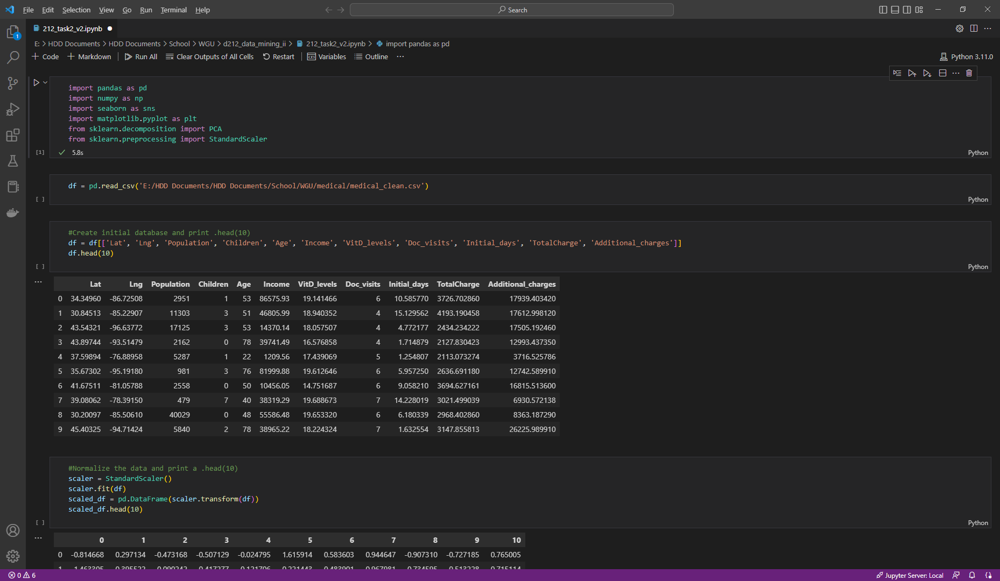 File Edit Selection View Go Run Terminal Help
Search
212_task2_v2.ipynb
E: > HDD Documents > HDD Documents > School > WGU > d212_data_mining_ii > 212_task2_v2.ipynb > import pandas as pd
+ Code + Markdown | Run All Clear Outputs of All Cells Restart | Variables Outline ...
Python 3.11.0
import pandas as pd
import numpy as np
import seaborn as sns
import matplotlib.pyplot as plt
from sklearn.decomposition import PCA
from sklearn.preprocessing import StandardScaler
[1] 5.8s Python
df = pd.read_csv('E:/HDD Documents/HDD Documents/School/WGU/medical/medical_clean.csv')
[ ] Python
#Create initial database and print .head(10)
df = df[['Lat', 'Lng', 'Population', 'Children', 'Age', 'Income', 'VitD_levels', 'Doc_visits', 'Initial_days', 'TotalCharge', 'Additional_charges']]
df.head(10)
[ ] Python
Lat Lng Population Children Age Income VitD_levels Doc_visits Initial_days TotalCharge Additional_charges
0 34.34960 -86.72508 2951 1 53 86575.93 19.141466 6 10.585770 3726.702860 17939.403420
1 30.84513 -85.22907 11303 3 51 46805.99 18.940352 4 15.129562 4193.190458 17612.998120
2 43.54321 -96.63772 17125 3 53 14370.14 18.057507 4 4.772177 2434.234222 17505.192460
3 43.89744 -93.51479 2162 0 78 39741.49 16.576858 4 1.714879 2127.830423 12993.437350
4 37.59894 -76.88958 5287 1 22 1209.56 17.439069 5 1.254807 2113.073274 3716.525786
5 35.67302 -95.19180 981 3 76 81999.88 19.612646 6 5.957250 2636.691180 12742.589910
6 41.67511 -81.05788 2558 0 50 10456.05 14.751687 6 9.058210 3694.627161 16815.513600
7 39.08062 -78.39150 479 7 40 38319.29 19.688673 7 14.228019 3021.499039 6930.572138
8 30.20097 -85.50610 40029 0 48 55586.48 19.653320 6 6.180339 2968.402860 8363.187290
9 45.40325 -94.71424 5840 2 78 38965.22 18.224324 7 1.632554 3147.855813 26225.989910
#Normalize the data and print a .head(10)
scaler = StandardScaler()
scaler.fit(df)
scaled_df = pd.DataFrame(scaler.transform(df))
scaled_df.head(10)
[ ] Python
0 1 2 3 4 5 6 7 8 9 10
0 -0.814668 0.297134 -0.473168 -0.507129 -0.024795 1.615914 0.583603 0.944647 -0.907310 -0.727185 0.765005
0 6
Jupyter Server: Local